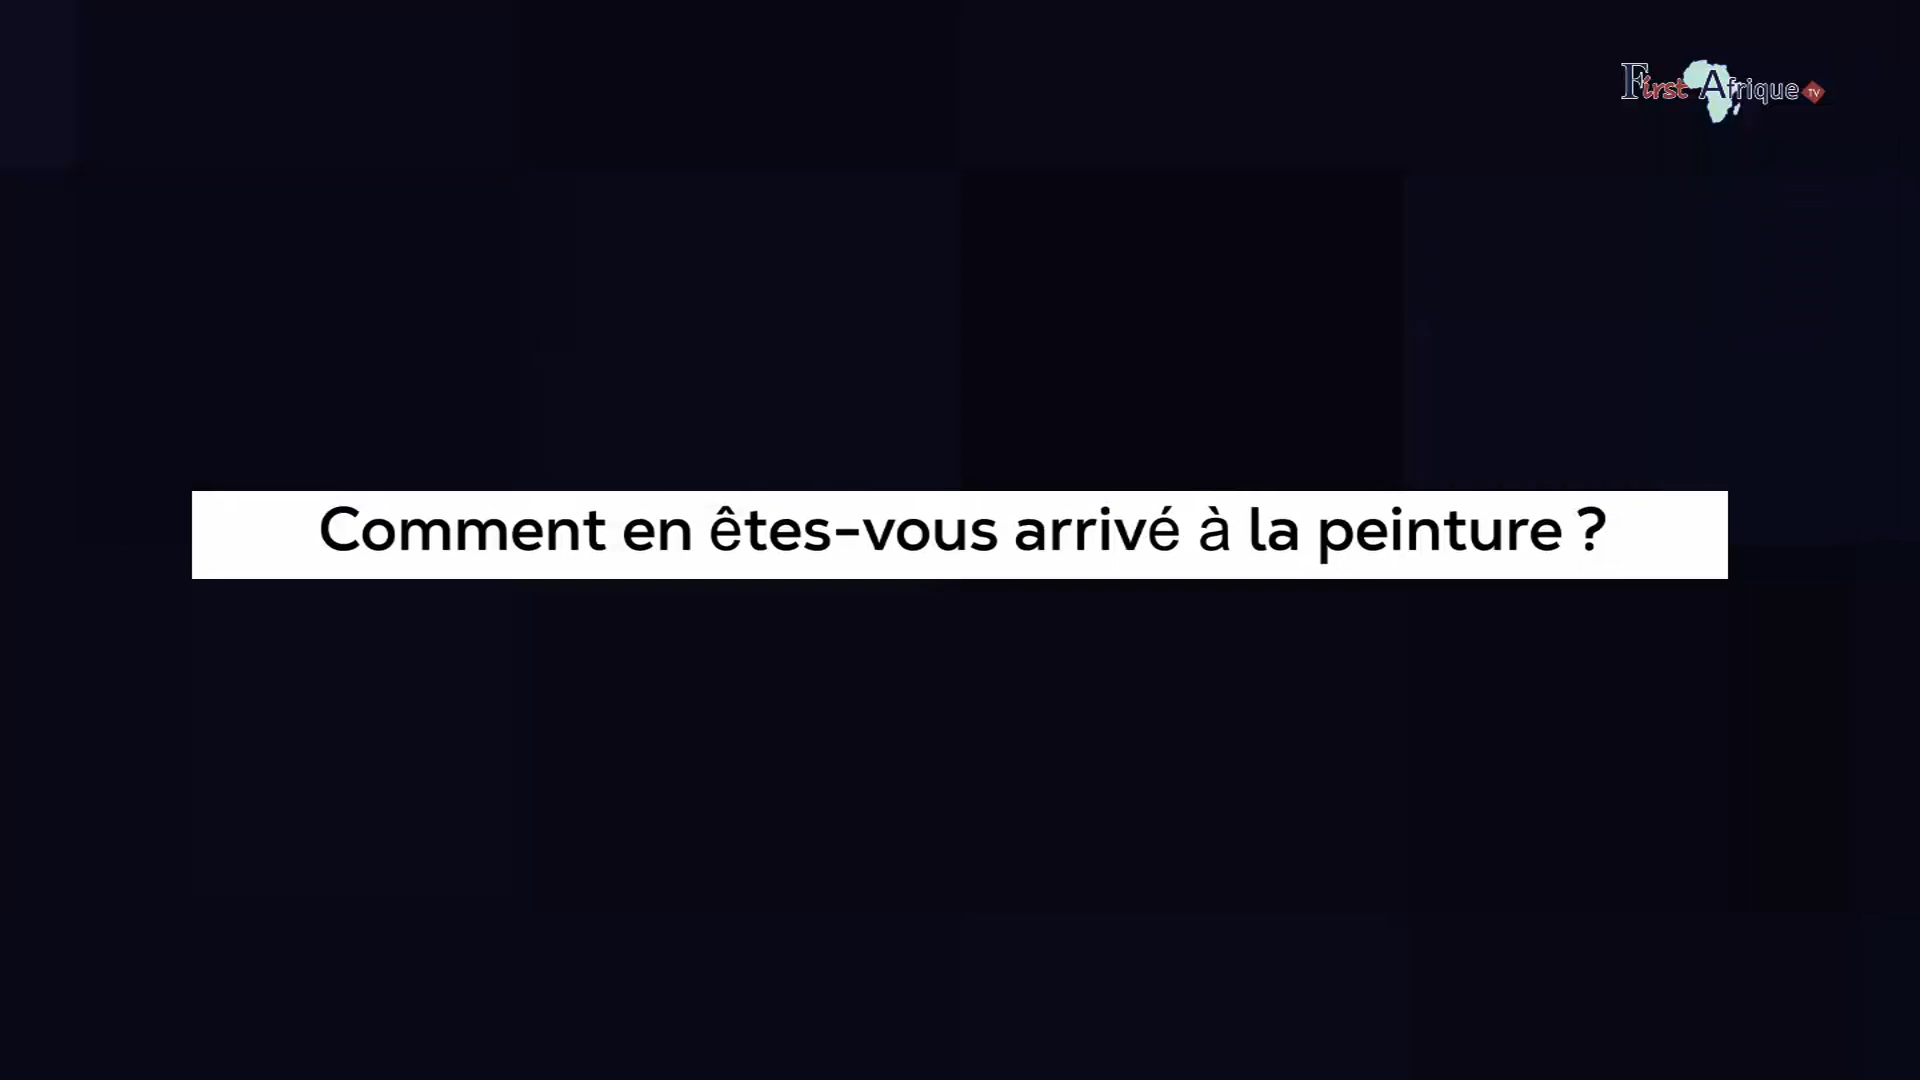 First Afrique TV
Comment en êtes-vous arrivé à la peinture ?